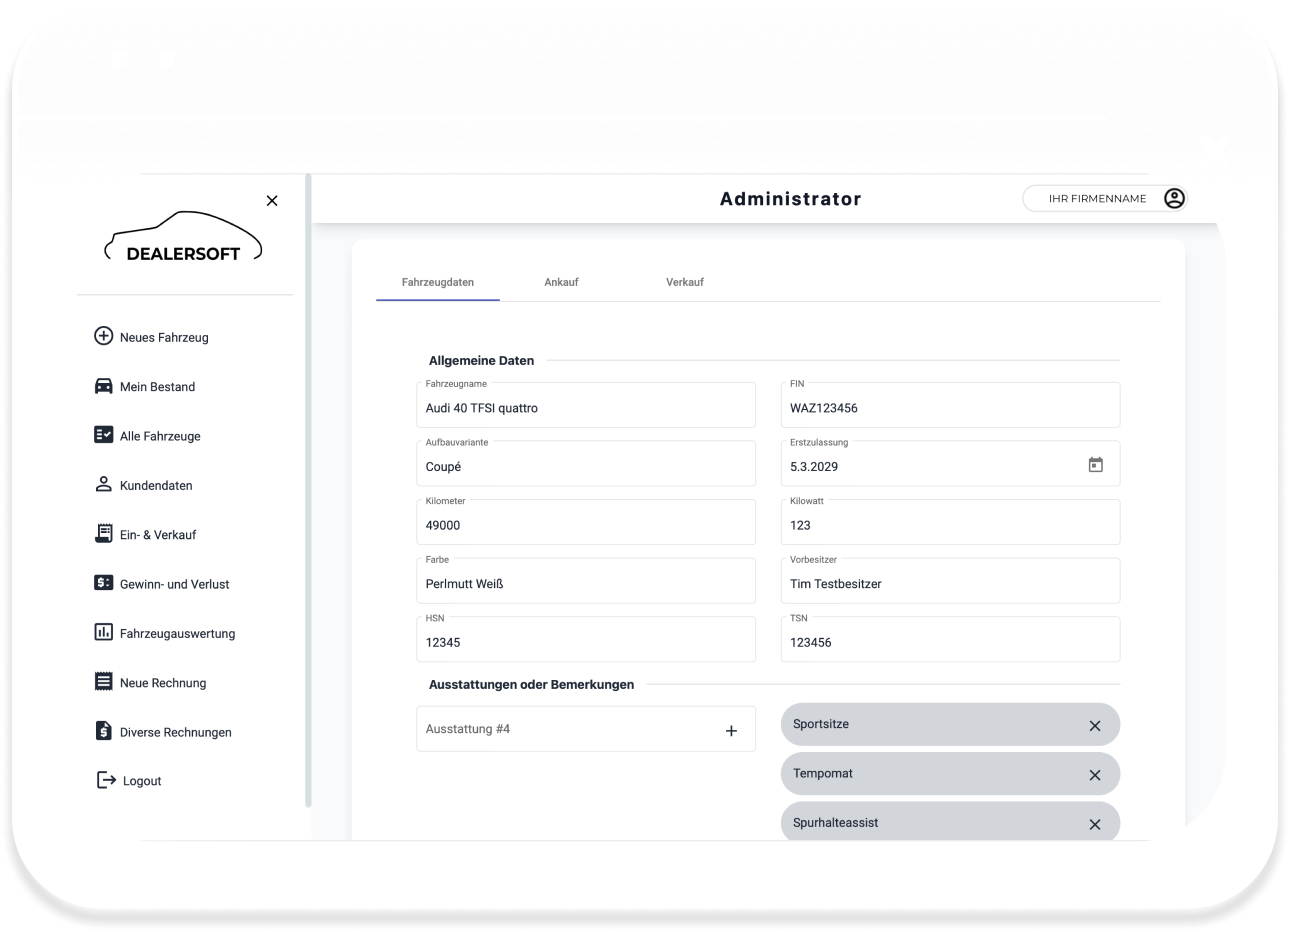 Administrator
IHR FIRMENNAME
DEALERSOFT
Neues Fahrzeug
Mein Bestand
Alle Fahrzeuge
Kundendaten
Ein- & Verkauf
Gewinn- und Verlust
Fahrzeugauswertung
Neue Rechnung
Diverse Rechnungen
Logout
Fahrzeugdaten
Ankauf
Verkauf
Allgemeine Daten
Fahrzeugname
Audi 40 TFSI quattro
FIN
WAZ123456
Aufbauvariante
Coupé
Erstzulassung
5.3.2029
Kilometer
49000
Kilowatt
123
Farbe
Perlmutt Weiß
Vorbesitzer
Tim Testbesitzer
HSN
12345
TSN
123456
Ausstattungen oder Bemerkungen
Ausstattung #4
Sportsitze
Tempomat
Spurhalteassist